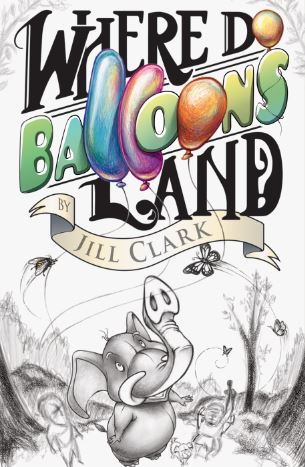 WHERE DO
BALLOONS
LAND
BY JILL CLARK